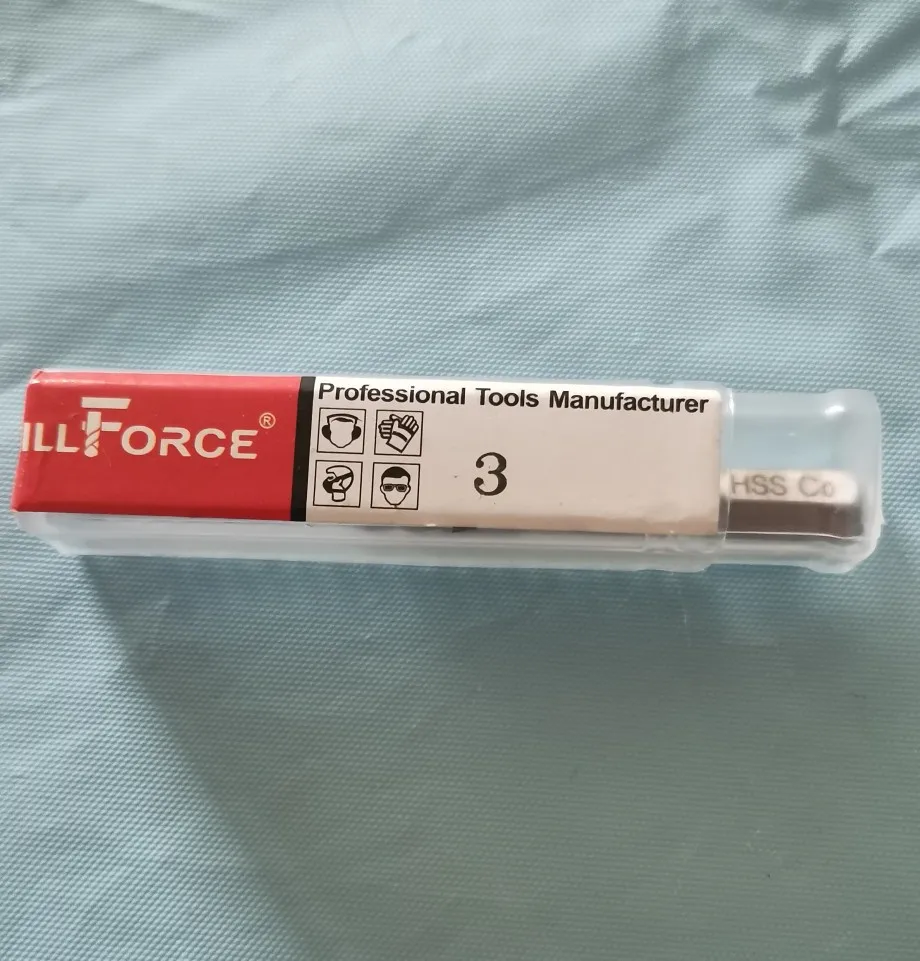 ILLFORCE®
Professional Tools Manufacturer
3
HSS Co